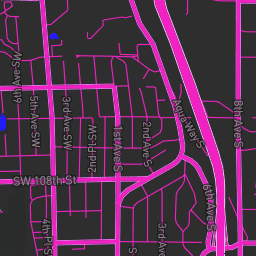 6th Ave SW
5th Ave SW
3rd Ave SW
2nd Pl SW
1st Ave S
2nd Ave S
Aqua Way S
8th Ave S
SW 108th St
6th Ave S
4th Pl S
3rd Ave
S